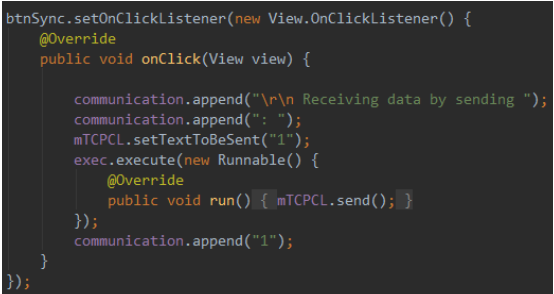 btnSync.setOnClickListener(new View.OnClickListener() {
    @Override
    public void onClick(View view) {

        communication.append("\r\n Receiving data by sending ");
        communication.append(": ");
        mTCPCL.setTextToBeSent("1");
        exec.execute(new Runnable() {
            @Override
            public void run() { mTCPCL.send(); }
        });
        communication.append("1");
    }
});